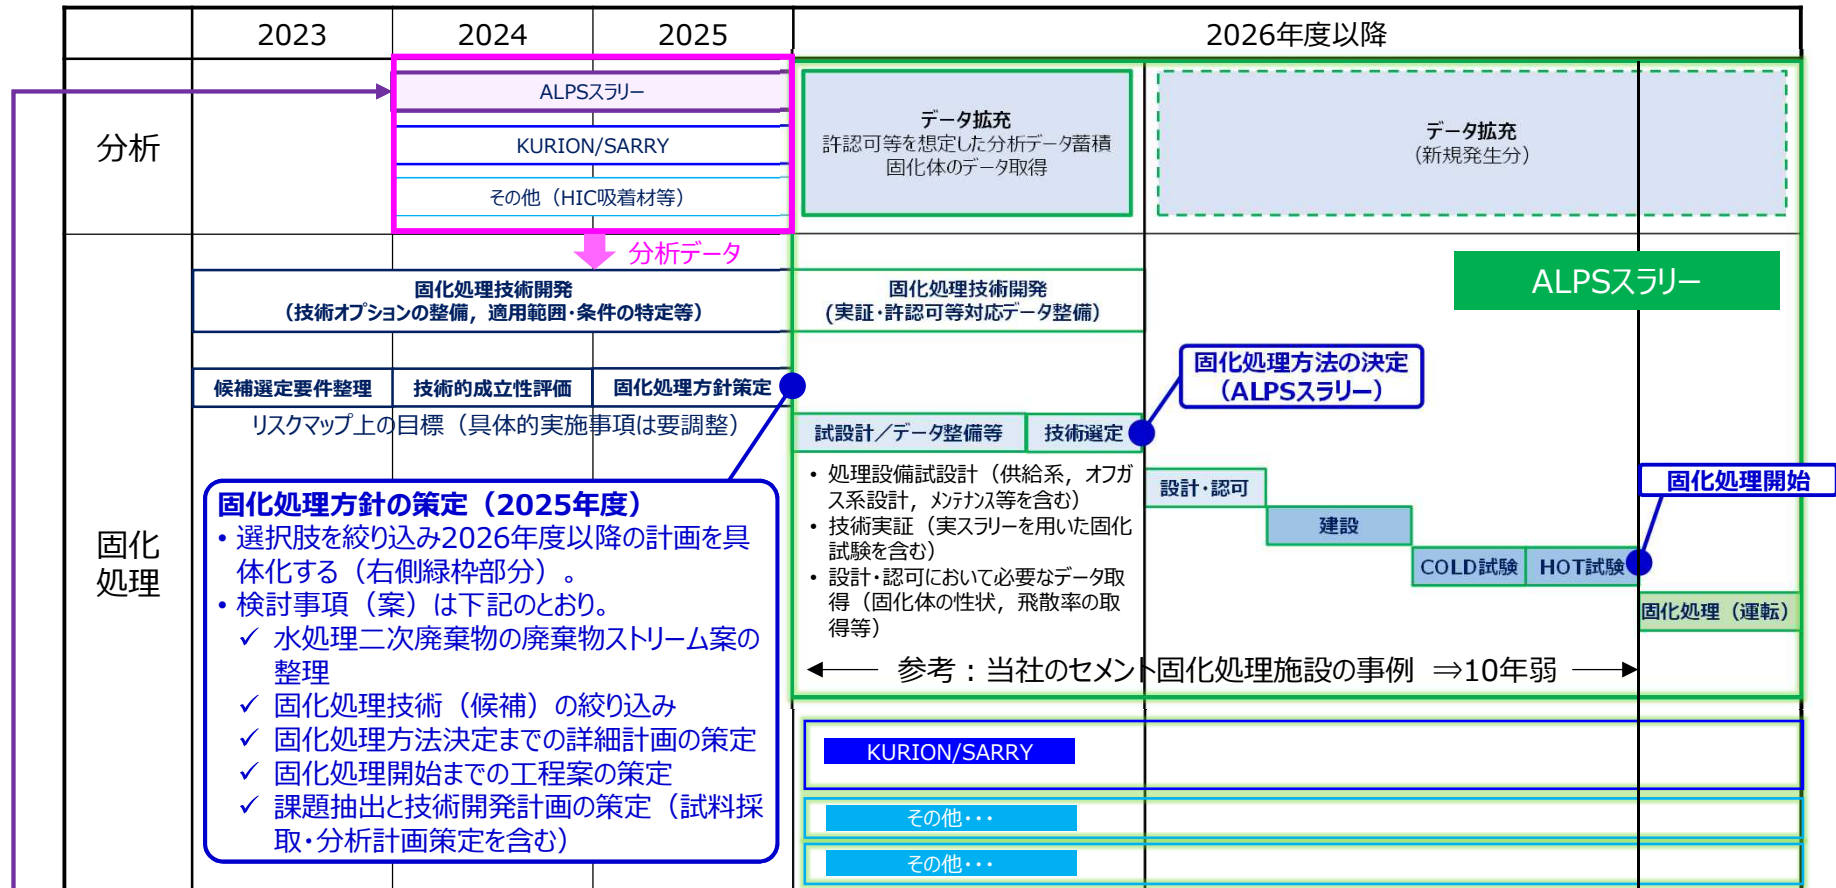 2023
2024
2025
2026年度以降
分析
ALPSスラリー
KURION/SARRY
その他（HIC吸着材等）
データ拡充
許認可等を想定した分析データ蓄積
固化体のデータ取得
データ拡充
（新規発生分）
分析データ
固化
処理
固化処理技術開発
（技術オプションの整備，適用範囲・条件の特定等）
固化処理技術開発
(実証・許認可等対応データ整備）
ALPSスラリー
候補選定要件整理
技術的成立性評価
固化処理方針策定
リスクマップ上の目標（具体的実施事項は要調整）
固化処理方法の決定
（ALPSスラリー）
試設計／データ整備等
技術選定
• 処理設備試設計（供給系，オフガ
ス系設計，メンテナンス等を含む）
• 技術実証（実スラリーを用いた固化
試験を含む）
• 設計・認可において必要なデータ取
得（固化体の性状，飛散率の取
得等）
設計・認可
建設
COLD試験
HOT試験
固化処理開始
固化処理（運転）
参考：当社のセメント固化処理施設の事例 ⇒10年弱
固化処理方針の策定（2025年度）
• 選択肢を絞り込み2026年度以降の計画を具
体化する（右側緑枠部分）。
• 検討事項（案）は下記のとおり。
✓ 水処理二次廃棄物の廃棄物ストリーム案の
整理
✓ 固化処理技術（候補）の絞り込み
✓ 固化処理方法決定までの詳細計画の策定
✓ 固化処理開始までの工程案の策定
✓ 課題抽出と技術開発計画の策定（試料採
取・分析計画策定を含む）
KURION/SARRY
その他・・・
その他・・・